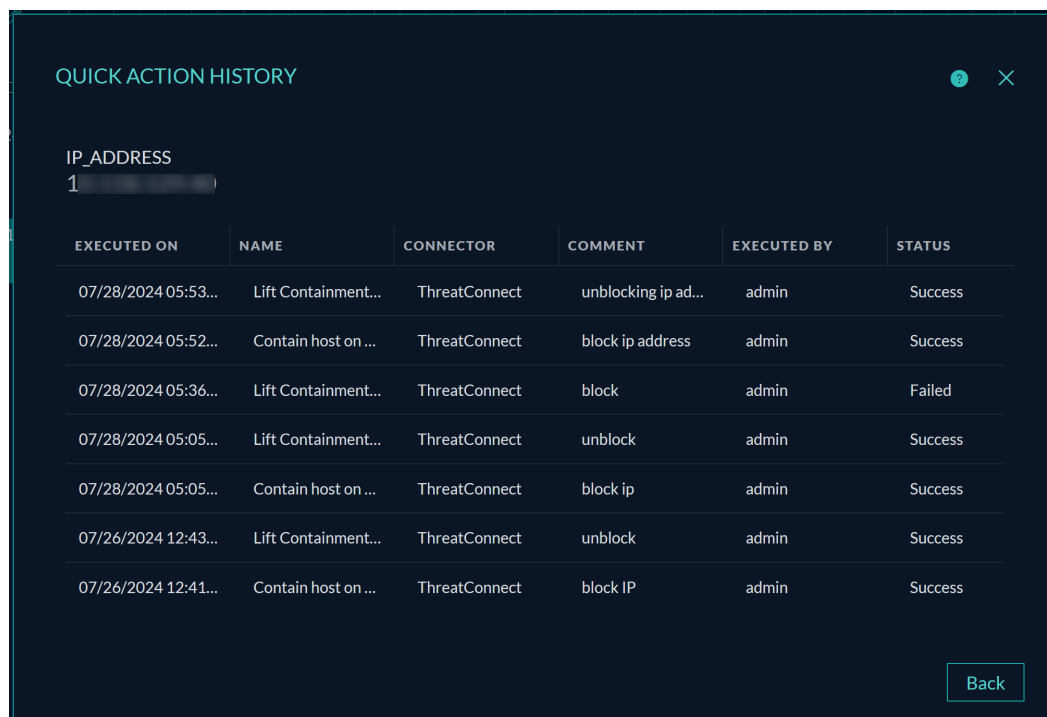 QUICK ACTION HISTORY
?
IP_ADDRESS
EXECUTED ON NAME CONNECTOR COMMENT EXECUTED BY STATUS
07/28/2024 05:53... Lift Containment... ThreatConnect unblocking ip ad... admin Success
07/28/2024 05:52... Contain host on ... ThreatConnect block ip address admin Success
07/28/2024 05:36... Lift Containment... ThreatConnect block admin Failed
07/28/2024 05:05... Lift Containment... ThreatConnect unblock admin Success
07/28/2024 05:05... Contain host on ... ThreatConnect block ip admin Success
07/26/2024 12:43... Lift Containment... ThreatConnect unblock admin Success
07/26/2024 12:41... Contain host on ... ThreatConnect block IP admin Success
Back